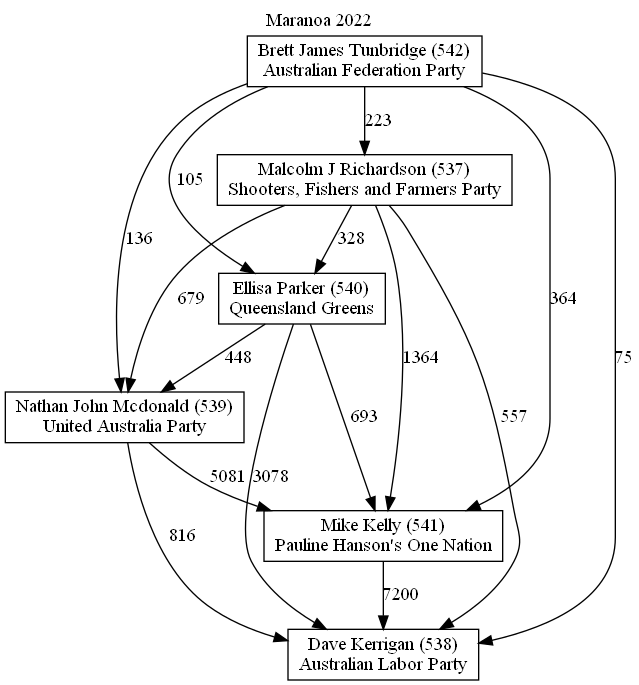 Maranoa 2022
Brett James Tunbridge (542)
Australian Federation Party
223
Malcolm J Richardson (537)
Shooters, Fishers and Farmers Party
105
136
328
679
364
75
Ellisa Parker (540)
Queensland Greens
448
1364
693
557
Nathan John Mcdonald (539)
United Australia Party
5081
3078
816
Mike Kelly (541)
Pauline Hanson's One Nation
7200
Dave Kerrigan (538)
Australian Labor Party